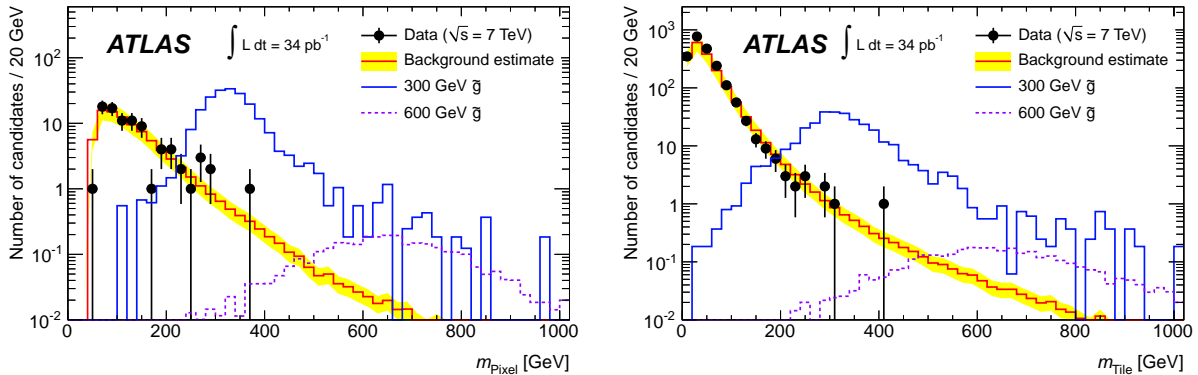 Number of candidates / 20 GeV
10²
10
1
10⁻¹
10⁻²
ATLAS
∫ L dt = 34 pb⁻¹
Data (√s = 7 TeV)
Background estimate
300 GeV g̃
600 GeV g̃
0 200 400 600 800 1000
m_Pixel [GeV]
Number of candidates / 20 GeV
10³
10²
10
1
10⁻¹
10⁻²
ATLAS
∫ L dt = 34 pb⁻¹
Data (√s = 7 TeV)
Background estimate
300 GeV g̃
600 GeV g̃
0 200 400 600 800 1000
m_Tile [GeV]